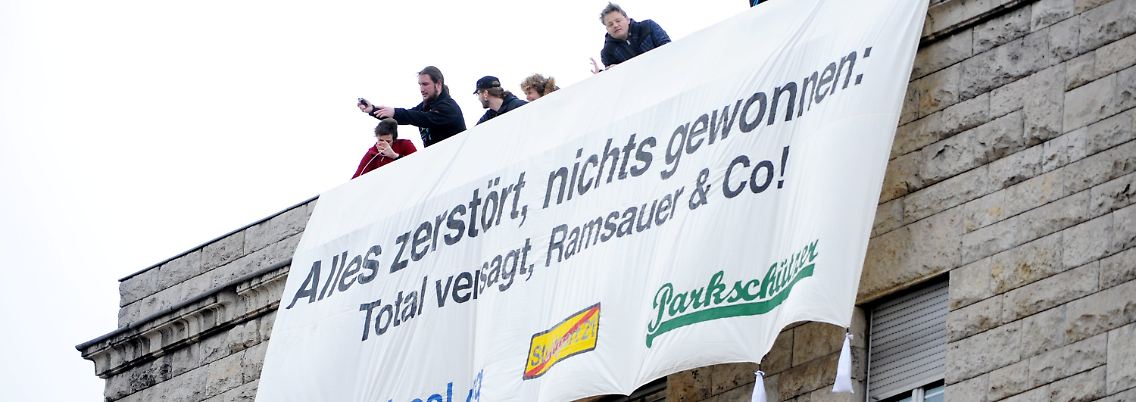 Alles zerstört, nichts gewonnen:
Total versagt, Ramsauer & Co!
Parkschützer